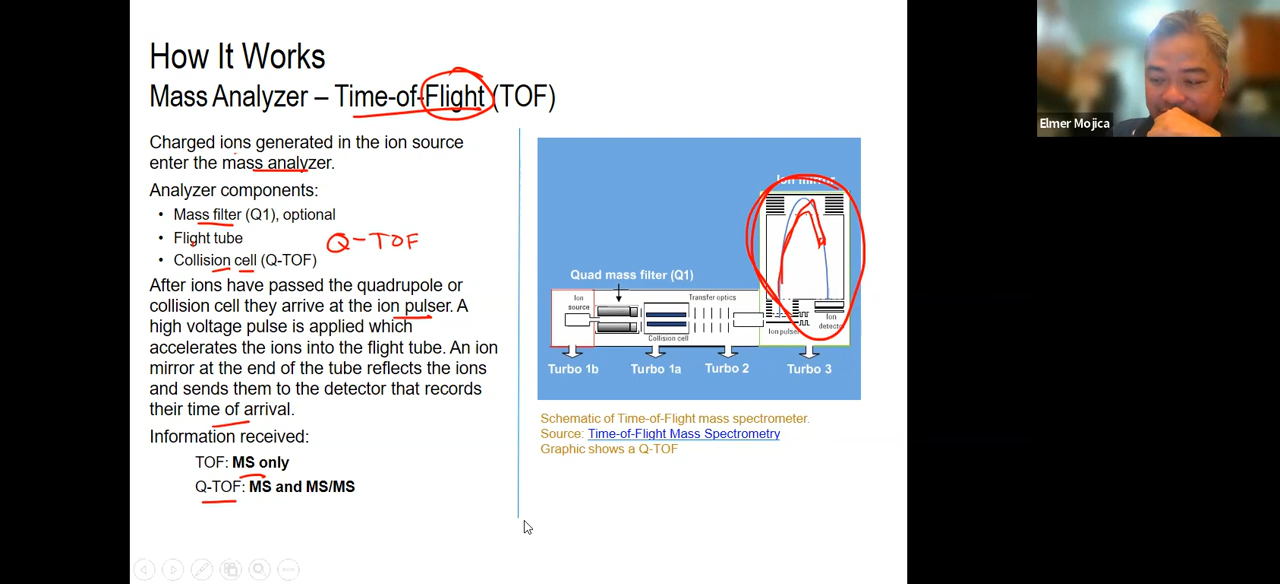 How It Works
Mass Analyzer – Time-of-Flight (TOF)
Charged ions generated in the ion source
enter the mass analyzer.
Analyzer components:
• Mass filter (Q1), optional
• Flight tube
• Collision cell (Q-TOF)
Q-TOF
After ions have passed the quadrupole or
collision cell they arrive at the ion pulser. A
high voltage pulse is applied which
accelerates the ions into the flight tube. An ion
mirror at the end of the tube reflects the ions
and sends them to the detector that records
their time of arrival.
Information received:
TOF: MS only
Q-TOF: MS and MS/MS
Ion mirror
Quad mass filter (Q1)
Ion
source
Transfer optics
Collision cell
Ion pulser
Ion
detector
Turbo 1b
Turbo 1a
Turbo 2
Turbo 3
Schematic of Time-of-Flight mass spectrometer.
Source: Time-of-Flight Mass Spectrometry
Graphic shows a Q-TOF
Elmer Mojica